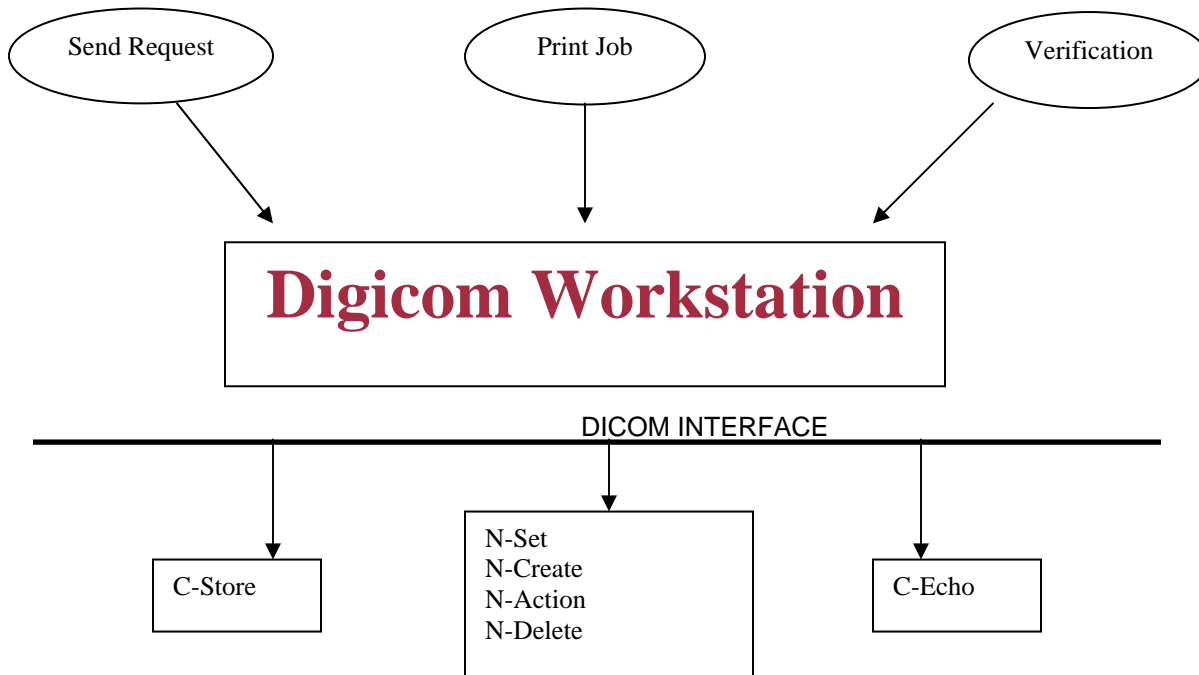 Send Request
Print Job
Verification
Digicom Workstation
DICOM INTERFACE
C-Store
N-Set
N-Create
N-Action
N-Delete
C-Echo